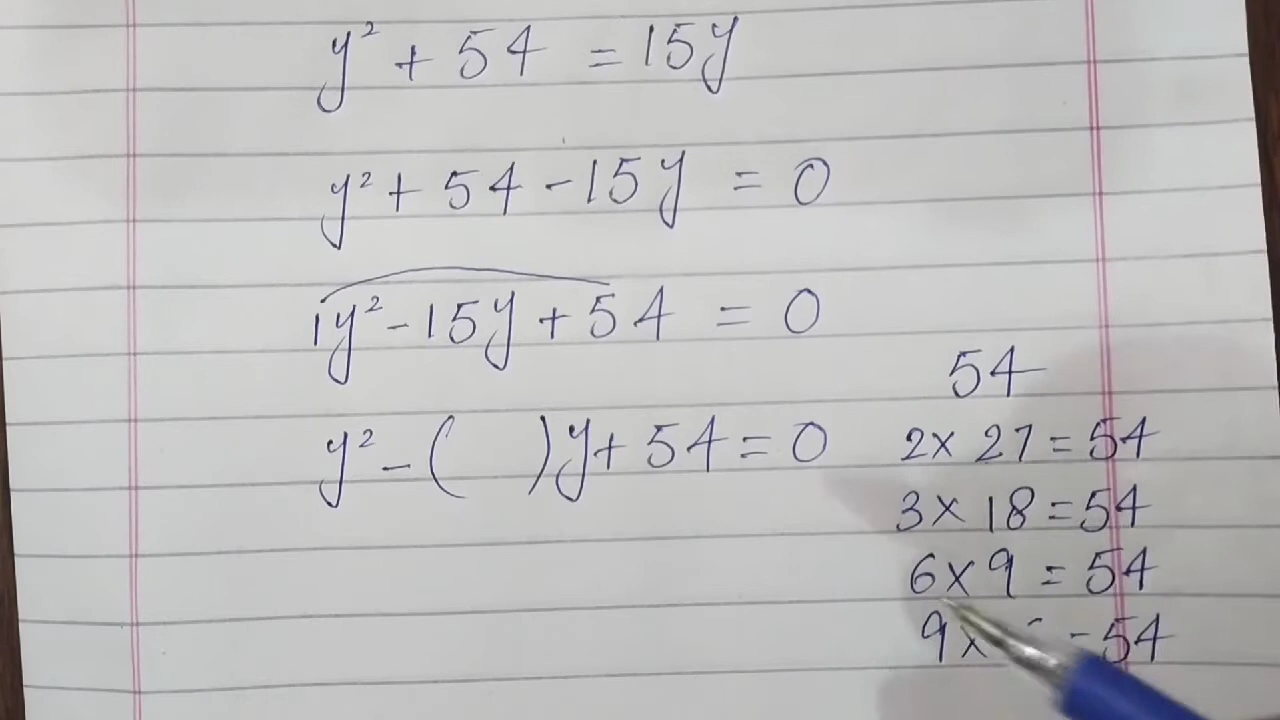 y² + 54 = 15y
y² + 54 - 15y = 0
1y² - 15y + 54 = 0
y² - ( )y + 54 = 0
54
2 x 27 = 54
3 x 18 = 54
6 x 9 = 54
9 x = 54